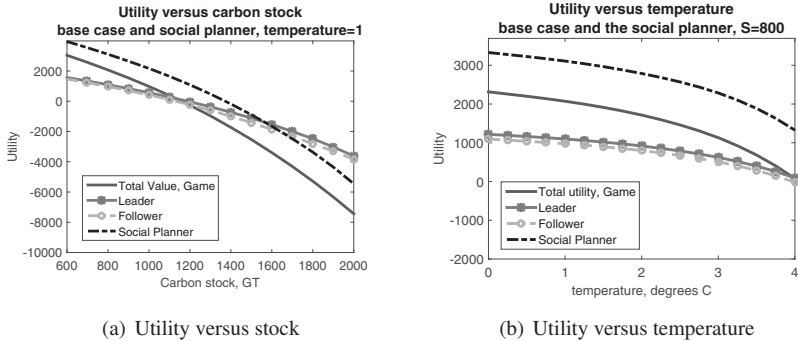 Utility versus carbon stock
base case and social planner, temperature=1
2000
0
-2000
-4000
-6000
-8000
-10000
Utility
Total Value, Game
Leader
Follower
Social Planner
600 800 1000 1200 1400 1600 1800 2000
Carbon stock, GT
(a) Utility versus stock
Utility versus temperature
base case and the social planner, S=800
3000
2000
1000
0
1000
-2000
Utility
Total utility, Game
Leader
Follower
Social Planner
0 1 2 3 4
temperature, degrees C
(b) Utility versus temperature